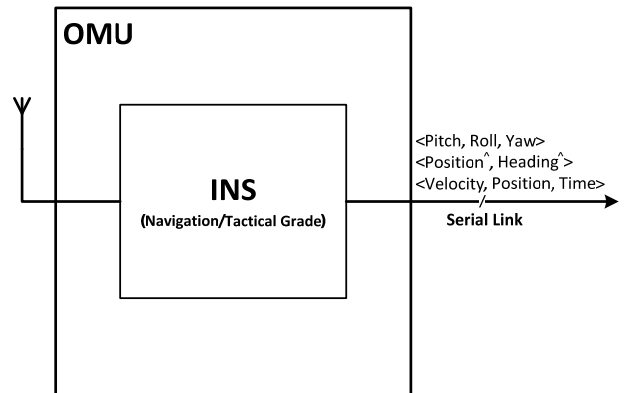 OMU
<Pitch, Roll, Yaw>
<Position^, Heading^>
<Velocity, Position, Time>
INS
(Navigation/Tactical Grade)
Serial Link